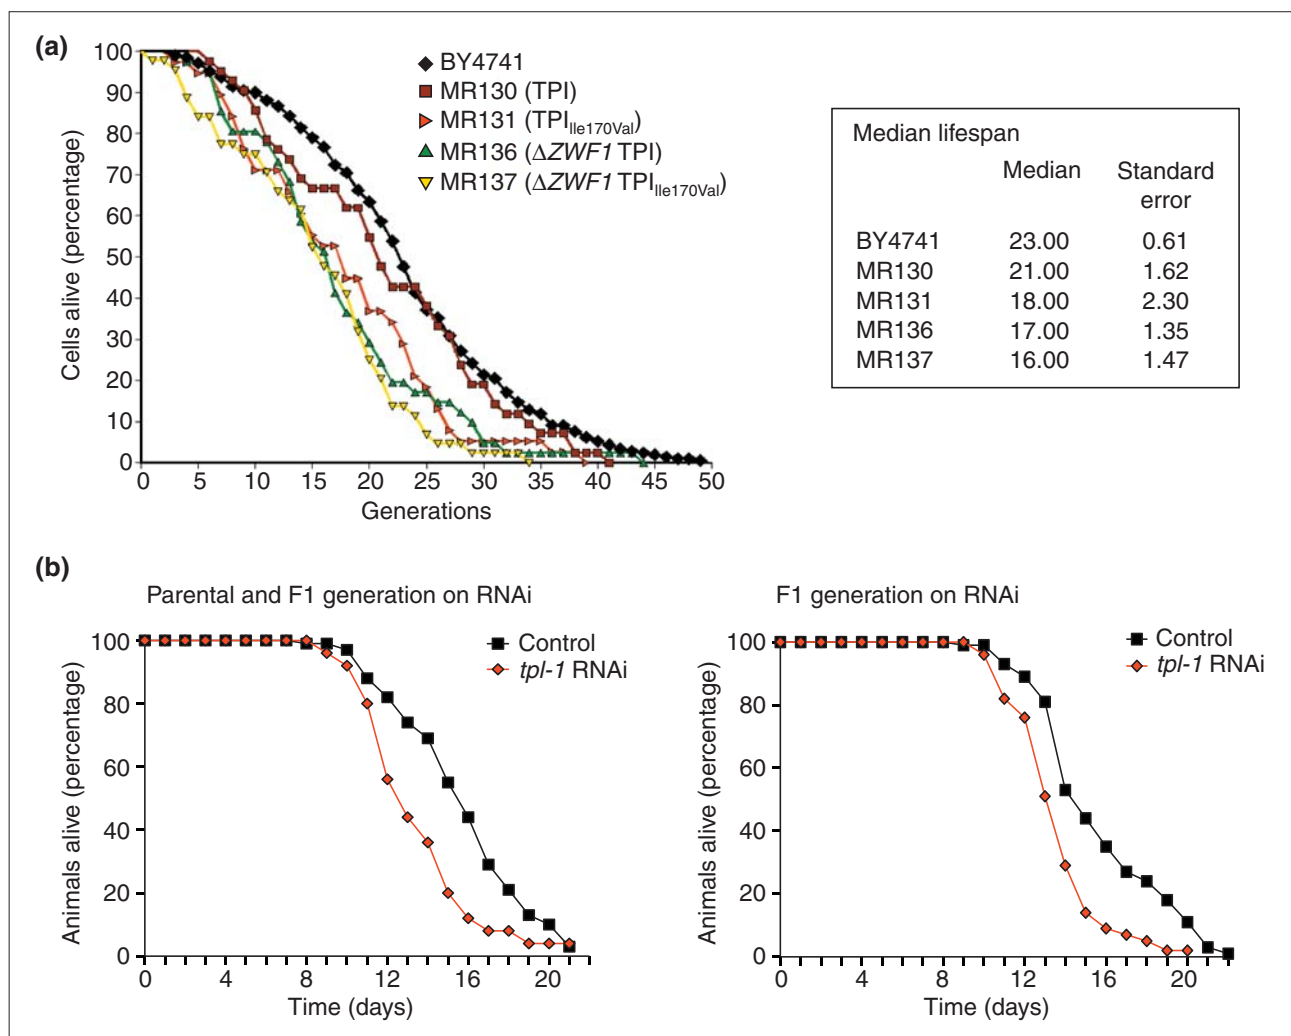 (a)
Cells alive (percentage)
100
90
80
70
60
50
40
30
20
10
0
0 5 10 15 20 25 30 35 40 45 50
Generations
BY4741
MR130 (TPI)
MR131 (TPIIle170Val)
MR136 (ΔZWF1 TPI)
MR137 (ΔZWF1 TPIIle170Val)
Median lifespan
Median Standard
error
BY4741 23.00 0.61
MR130 21.00 1.62
MR131 18.00 2.30
MR136 17.00 1.35
MR137 16.00 1.47
(b)
Parental and F1 generation on RNAi
Animals alive (percentage)
100
80
60
40
20
0
0 4 8 12 16 20
Time (days)
Control
tpl-1 RNAi
F1 generation on RNAi
Animals alive (percentage)
100
80
60
40
20
0
0 4 8 12 16 20
Time (days)
Control
tpl-1 RNAi